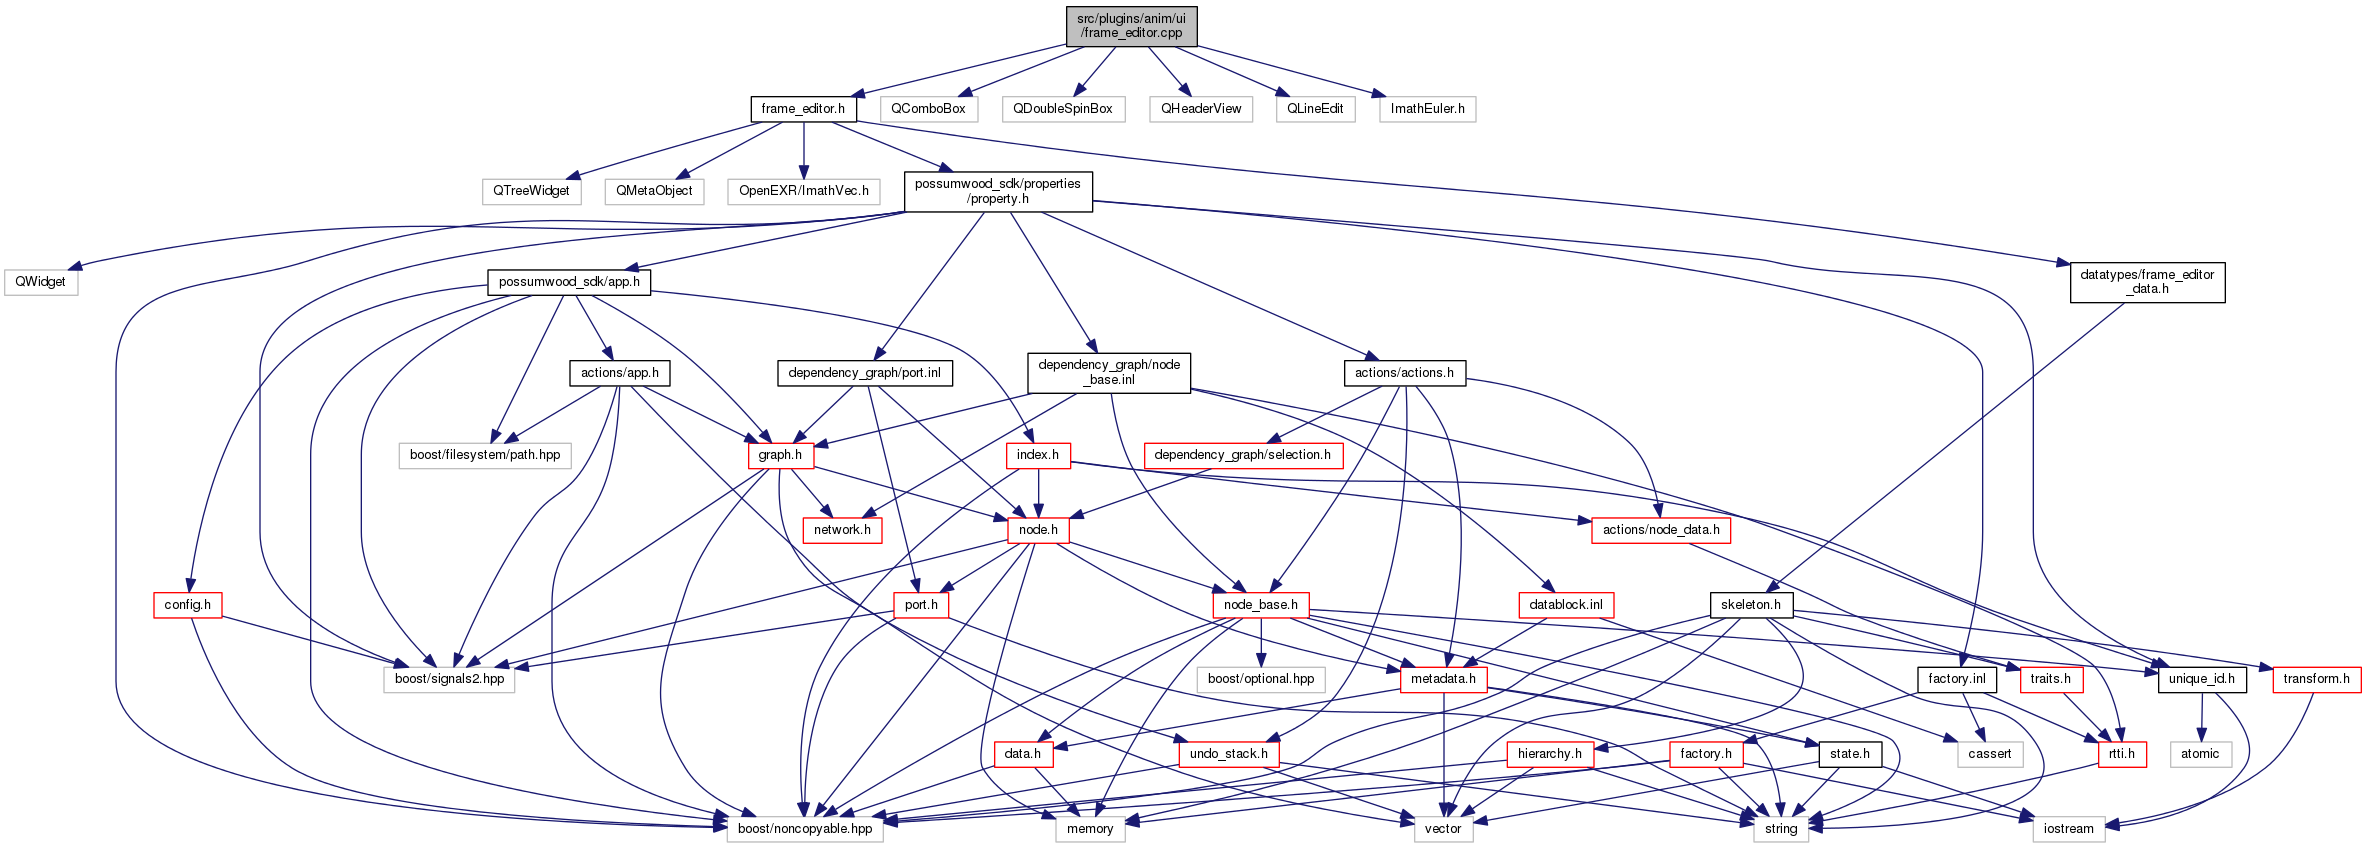 src/plugins/anim/ui
/frame_editor.cpp
frame_editor.h
QComboBox
QDoubleSpinBox
QHeaderView
QLineEdit
ImathEuler.h
QTreeWidget
QMetaObject
OpenEXR/ImathVec.h
possumwood_sdk/properties
/property.h
QWidget
possumwood_sdk/app.h
datatypes/frame_editor
_data.h
actions/app.h
dependency_graph/port.inl
dependency_graph/node
_base.inl
actions/actions.h
boost/filesystem/path.hpp
graph.h
index.h
dependency_graph/selection.h
network.h
node.h
actions/node_data.h
config.h
port.h
node_base.h
datablock.inl
skeleton.h
boost/signals2.hpp
boost/optional.hpp
metadata.h
factory.inl
traits.h
unique_id.h
transform.h
data.h
undo_stack.h
hierarchy.h
factory.h
state.h
cassert
rtti.h
atomic
boost/noncopyable.hpp
memory
vector
string
iostream